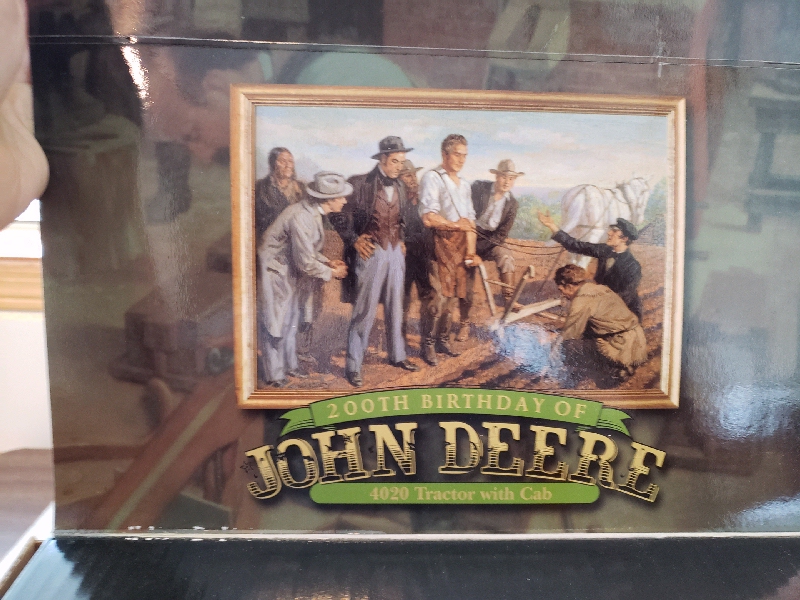 200TH BIRTHDAY OF
JOHN DEERE
4020 Tractor with Cab